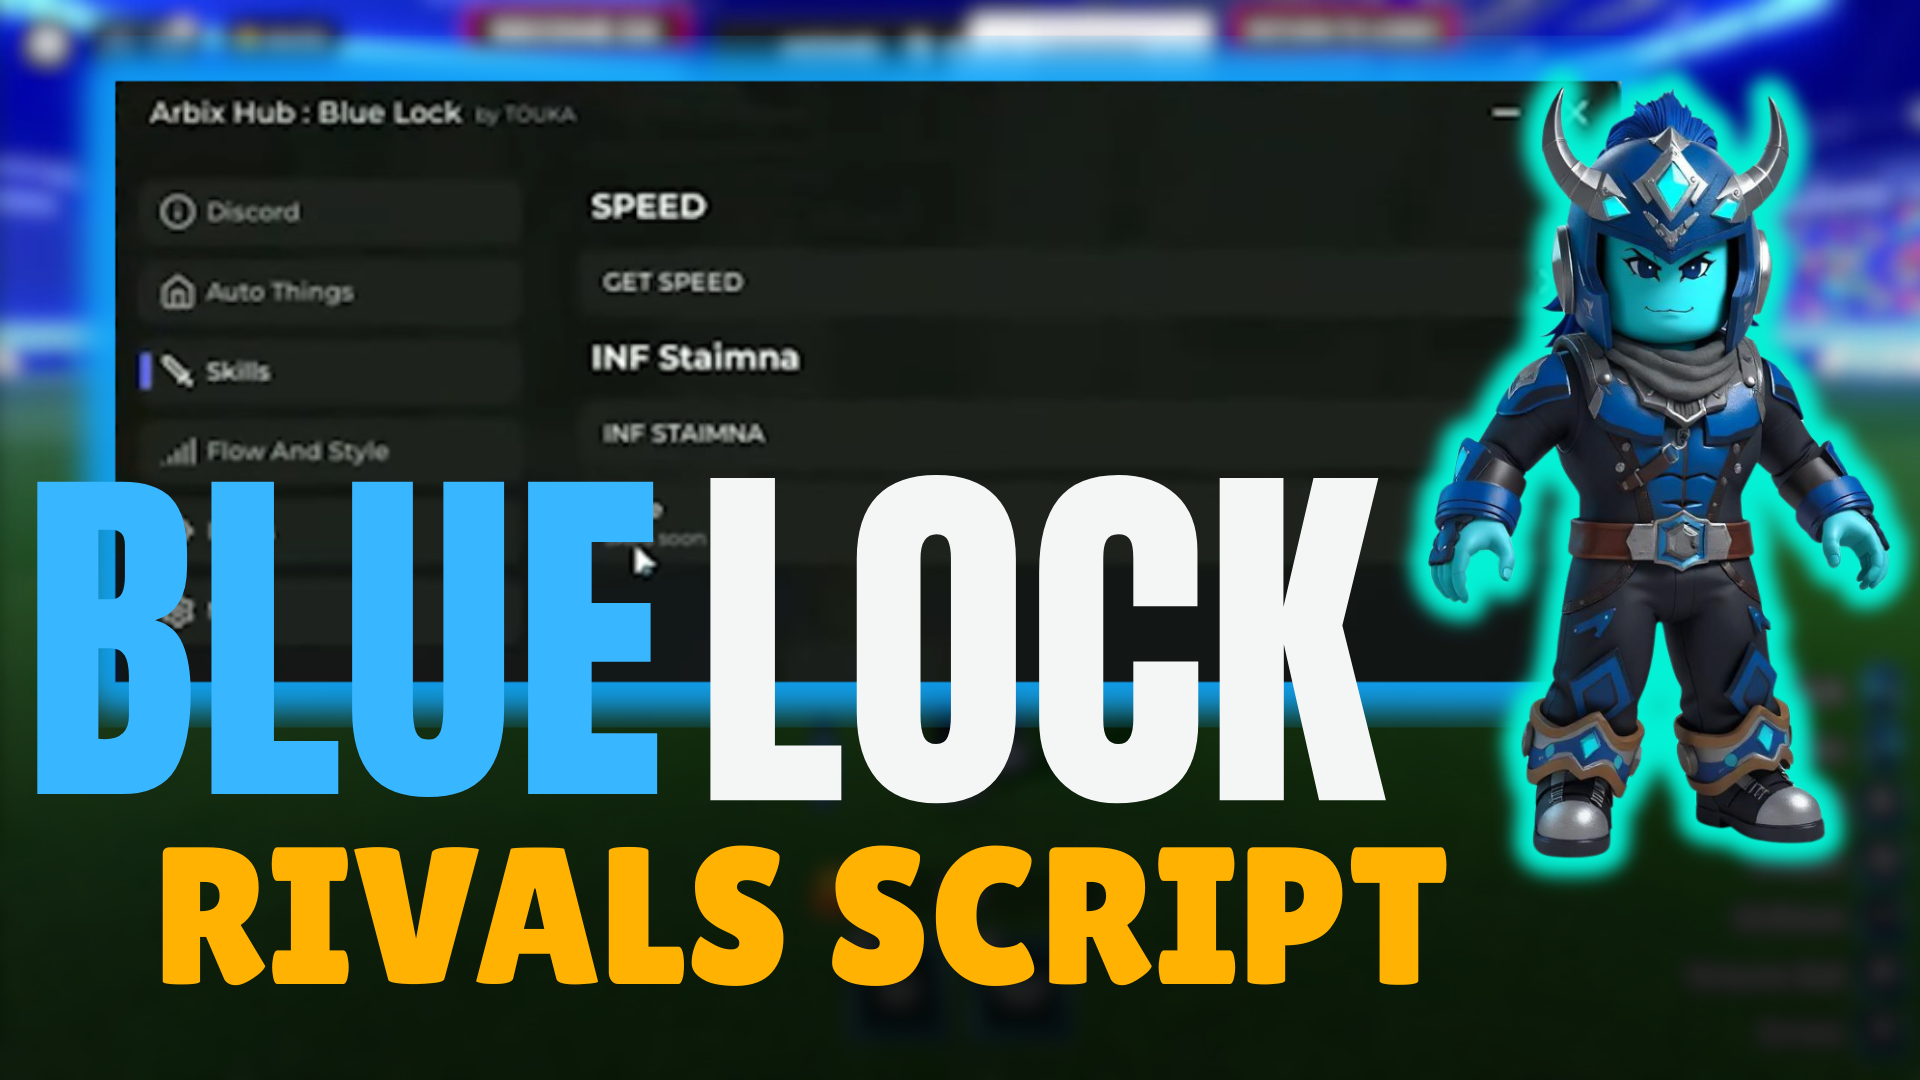 Arbix Hub : Blue Lock by TOUKA
Discord
Auto Things
Skills
Flow And Style
SPEED
GET SPEED
INF Staimna
INF STAIMNA
soon
BLUE LOCK
RIVALS SCRIPT